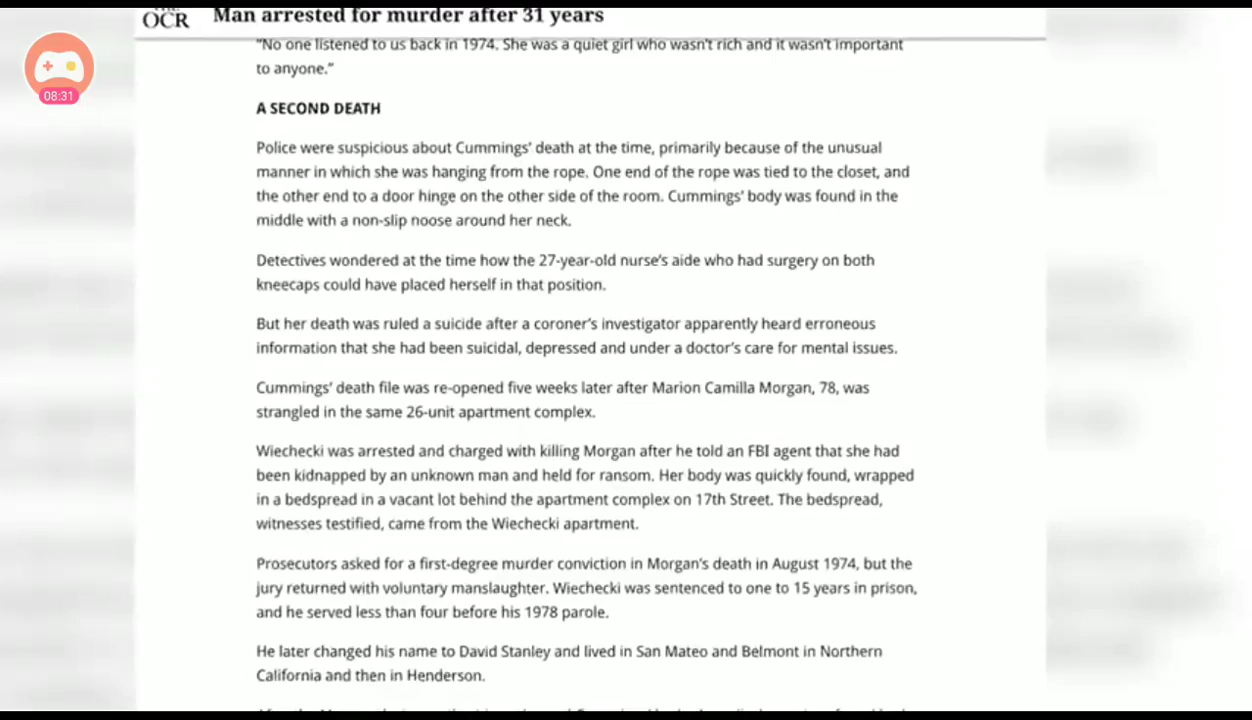 OCR
Man arrested for murder after 31 years
“No one listened to us back in 1974. She was a quiet girl who wasn’t rich and it wasn’t important
to anyone.”
A SECOND DEATH
Police were suspicious about Cummings’ death at the time, primarily because of the unusual
manner in which she was hanging from the rope. One end of the rope was tied to the closet, and
the other end to a door hinge on the other side of the room. Cummings’ body was found in the
middle with a non-slip noose around her neck.
Detectives wondered at the time how the 27-year-old nurse’s aide who had surgery on both
kneecaps could have placed herself in that position.
But her death was ruled a suicide after a coroner’s investigator apparently heard erroneous
information that she had been suicidal, depressed and under a doctor’s care for mental issues.
Cummings’ death file was re-opened five weeks later after Marion Camilla Morgan, 78, was
strangled in the same 26-unit apartment complex.
Wiechecki was arrested and charged with killing Morgan after he told an FBI agent that she had
been kidnapped by an unknown man and held for ransom. Her body was quickly found, wrapped
in a bedspread in a vacant lot behind the apartment complex on 17th Street. The bedspread,
witnesses testified, came from the Wiechecki apartment.
Prosecutors asked for a first-degree murder conviction in Morgan’s death in August 1974, but the
jury returned with voluntary manslaughter. Wiechecki was sentenced to one to 15 years in prison,
and he served less than four before his 1978 parole.
He later changed his name to David Stanley and lived in San Mateo and Belmont in Northern
California and then in Henderson.
08:31